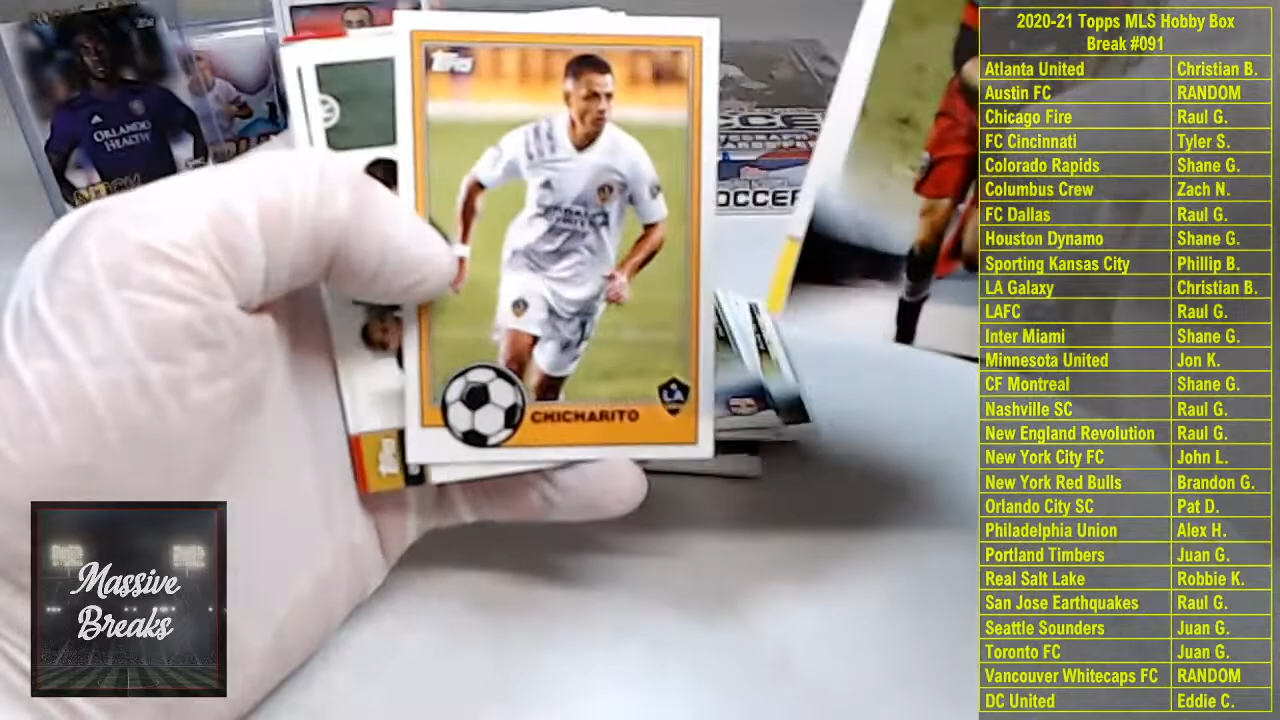 2020-21 Topps MLS Hobby Box
Break #091
Atlanta United Christian B.
Austin FC RANDOM
Chicago Fire Raul G.
FC Cincinnati Tyler S.
Colorado Rapids Shane G.
Columbus Crew Zach N.
FC Dallas Raul G.
Houston Dynamo Shane G.
Sporting Kansas City Phillip B.
LA Galaxy Christian B.
LAFC Raul G.
Inter Miami Shane G.
Minnesota United Jon K.
CF Montreal Shane G.
Nashville SC Raul G.
New England Revolution Raul G.
New York City FC John L.
New York Red Bulls Brandon G.
Orlando City SC Pat D.
Philadelphia Union Alex H.
Portland Timbers Juan G.
Real Salt Lake Robbie K.
San Jose Earthquakes Raul G.
Seattle Sounders Juan G.
Toronto FC Juan G.
Vancouver Whitecaps FC RANDOM
DC United Eddie C.
Topps
CHICHARITO
LA
ORLANDO
HEALTH
Massive
Breaks